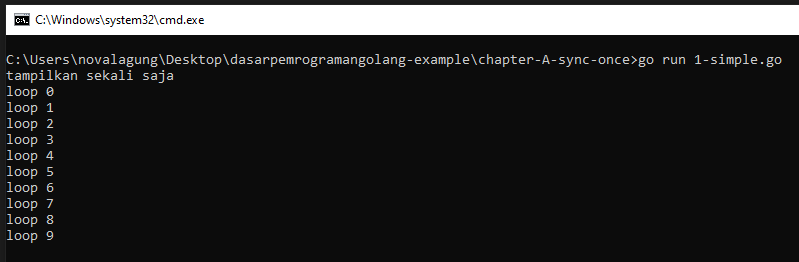 C:\Windows\system32\cmd.exe
C:\Users\novalagung\Desktop\dasarpemrogramangolang-example\chapter-A-sync-once>go run 1-simple.go
tampilkan sekali saja
loop 0
loop 1
loop 2
loop 3
loop 4
loop 5
loop 6
loop 7
loop 8
loop 9